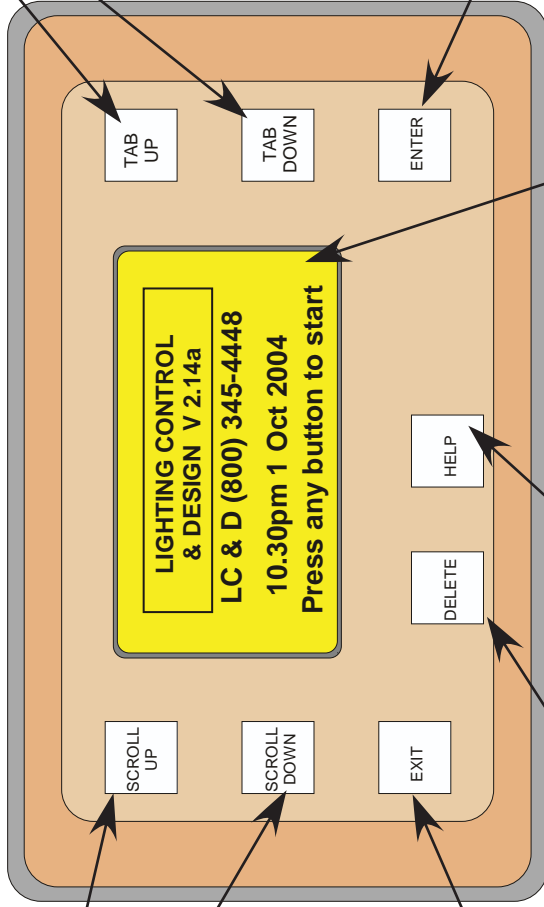 LIGHTING CONTROL
& DESIGN V 2.14a
LC & D (800) 345-4448
10.30pm 1 Oct 2004
Press any button to start
SCROLL
UP
SCROLL
DOWN
EXIT
DELETE
HELP
TAB
UP
TAB
DOWN
ENTER